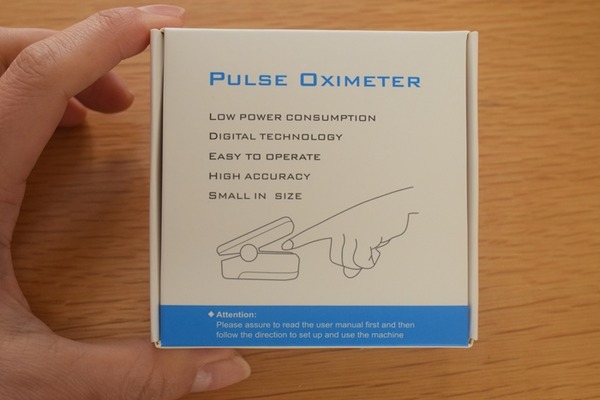 PULSE OXIMETER
LOW POWER CONSUMPTION
DIGITAL TECHNOLOGY
EASY TO OPERATE
HIGH ACCURACY
SMALL IN SIZE
◆ Attention:
Please assure to read the user manual first and then
follow the direction to set up and use the machine